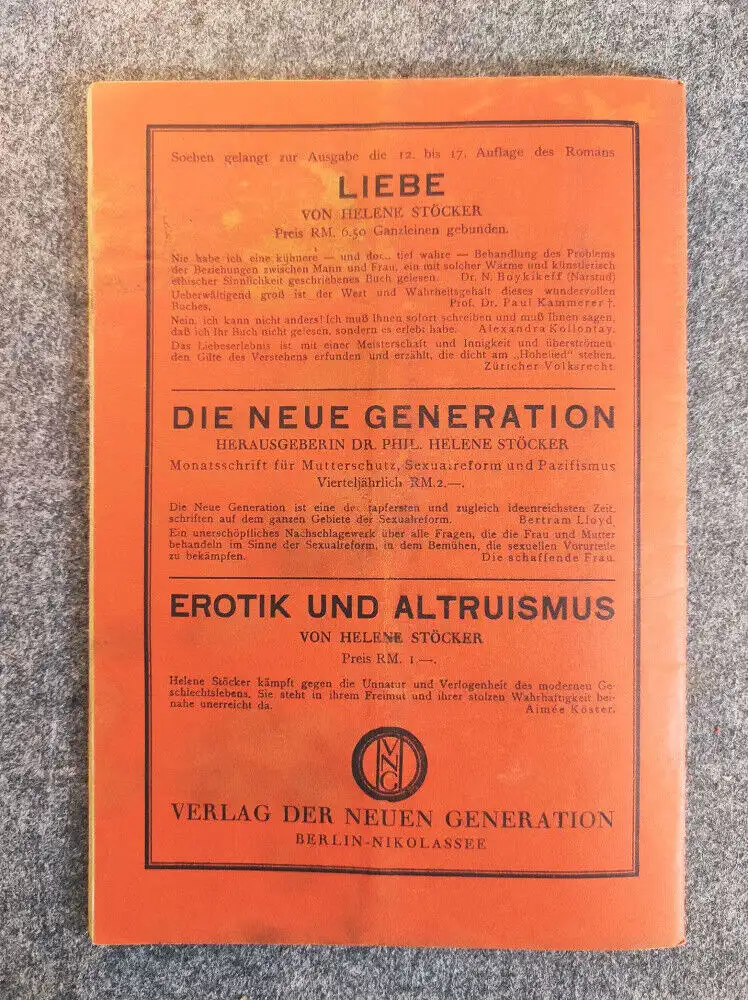 Soeben gelangt zur Ausgabe die 12. bis 17. Auflage des Romans
LIEBE
VON HELENE STÖCKER
Preis RM. 6.50 Ganzleinen gebunden.
Nie habe ich eine kühnere — und doc... tief wahre — Behandlung des Problems
der Beziehungen zwischen Mann und Frau, ein mit solcher Wärme und künstlerisch
ethischer Sinnlichkeit geschriebenes Buch gelesen. Dr. N. Boykikeff (Narstud)
Ueberwältigend groß ist der Wert und Wahrheitsgehalt dieses wundervollen
Buches. Prof. Dr. Paul Kammerer †.
Nein, ich kann nicht anders! Ich muß Ihnen sofort schreiben und muß Ihnen sagen,
daß ich Ihr Buch nicht gelesen, sondern es erlebt habe. Alexandra Kollontay.
Das Liebeserlebnis ist mit einer Meisterschaft und Innigkeit und überströmen-
den Gilte des Verstehens erfunden und erzählt, die dicht am „Hohelied" stehen.
Züricher Volksrecht
DIE NEUE GENERATION
HERAUSGEBERIN DR. PHIL. HELENE STÖCKER
Monatsschrift für Mutterschutz, Sexualreform und Pazifismus
Vierteljährlich RM. 2.—.
Die Neue Generation ist eine der tapfersten und zugleich ideenreichsten Zeit,
schriften auf dem ganzen Gebiete der Sexualreform. Bertram Lloyd
Ein unerschöpfliches Nachschlagewerk über alle Fragen, die die Frau und Mutter
behandeln im Sinne der Sexualreform, in dem Bemühen, die sexuellen Vorurteile
zu bekämpfen. Die schaffende Frau.
EROTIK UND ALTRUISMUS
VON HELENE STÖCKER
Preis RM. 1.—.
Helene Stöcker kämpft gegen die Unnatur und Verlogenheit des modernen Ge-
schlechtslebens. Sie steht in ihrem Freimut und ihrer stolzen Wahrhaftigkeit bei-
nahe unerreicht da. Aimée Köster.
VNG
VERLAG DER NEUEN GENERATION
BERLIN-NIKOLASSEE